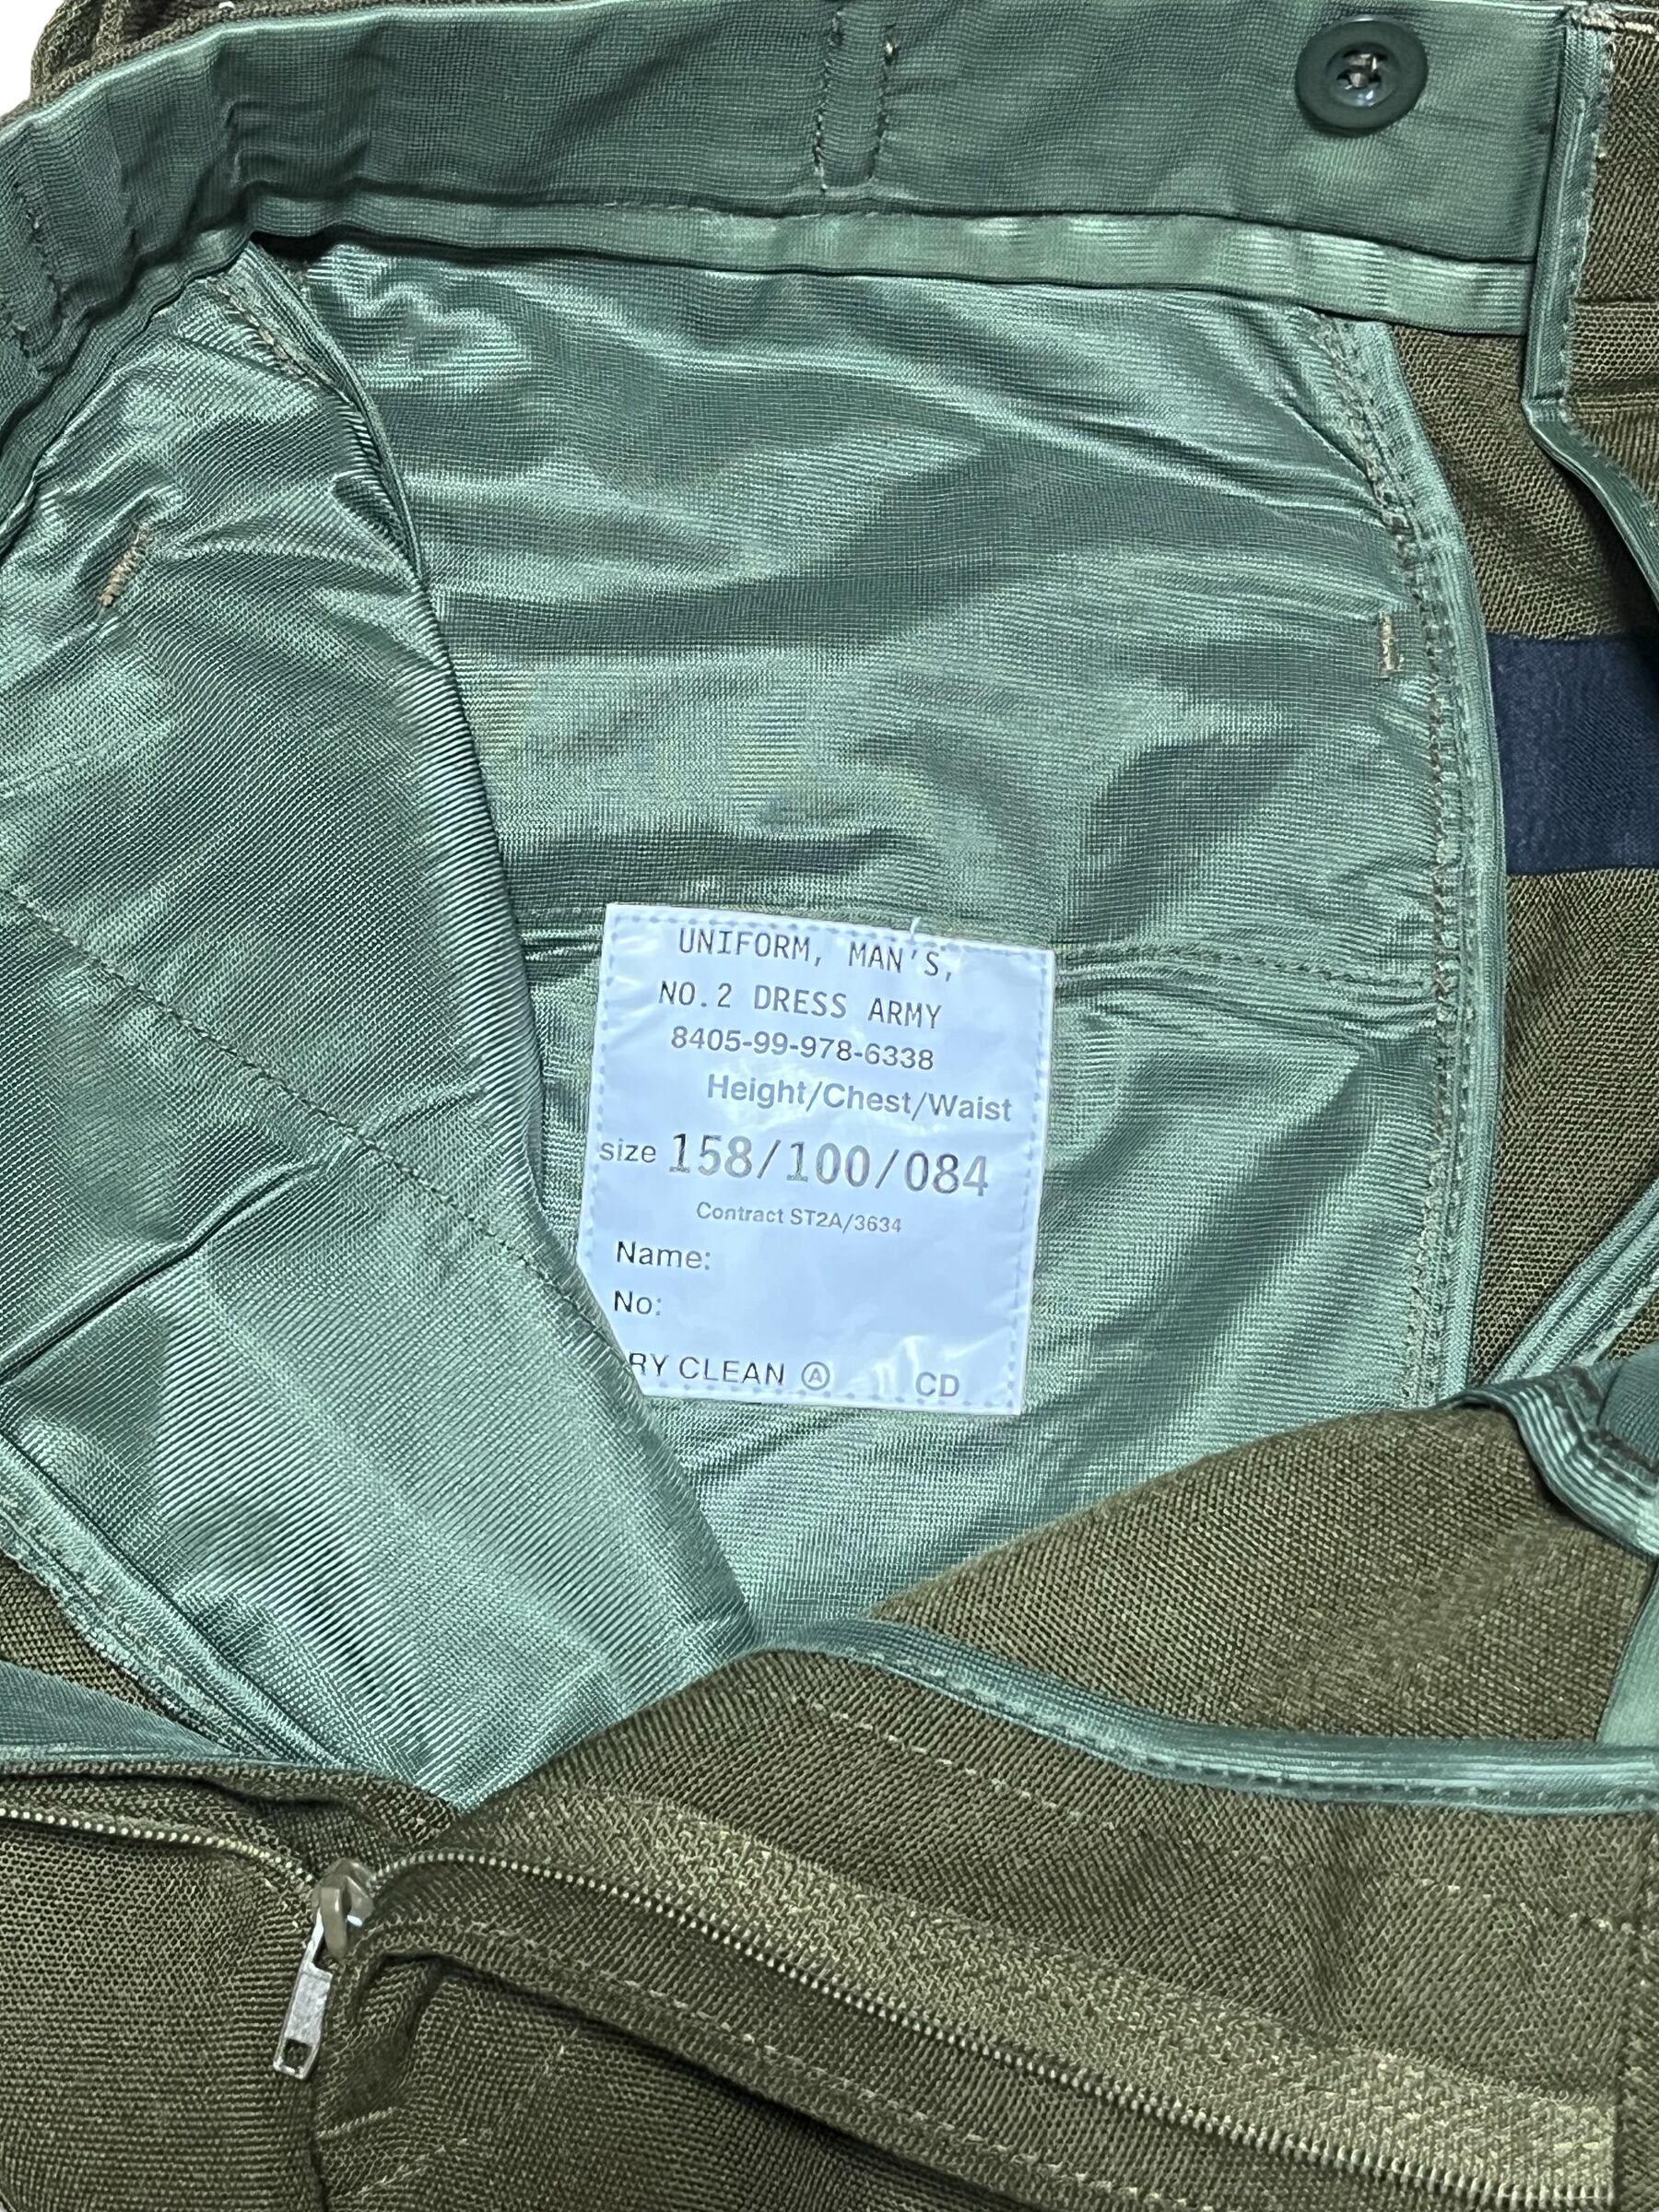 UNIFORM, MAN'S,
NO.2 DRESS ARMY
8405-99-978-6338
Height/Chest/Waist
size 158/100/084
Contract ST2A/3634
Name:
No:
RY CLEAN Ⓐ CD